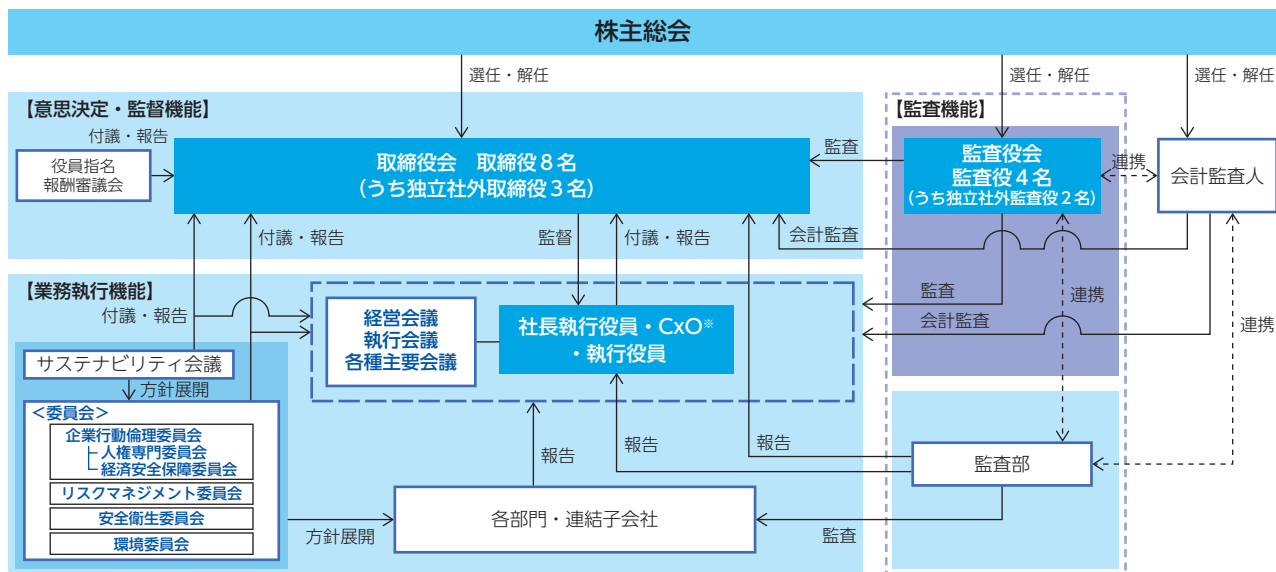 株主総会
選任・解任
選任・解任
選任・解任
【意思決定・監督機能】
【監査機能】
付議・報告
役員指名
報酬審議会
取締役会　取締役８名
（うち独立社外取締役３名）
監査
監査役会
監査役４名
(うち独立社外監査役２名)
連携
会計監査人
付議・報告
監督
付議・報告
会計監査
【業務執行機能】
付議・報告
経営会議
執行会議
各種主要会議
社長執行役員・CxO※
・執行役員
監査
会計監査
連携
連携
サステナビリティ会議
方針展開
＜委員会＞
企業行動倫理委員会
人権専門委員会
経済安全保障委員会
リスクマネジメント委員会
安全衛生委員会
環境委員会
報告
報告
報告
監査部
方針展開
各部門・連結子会社
監査